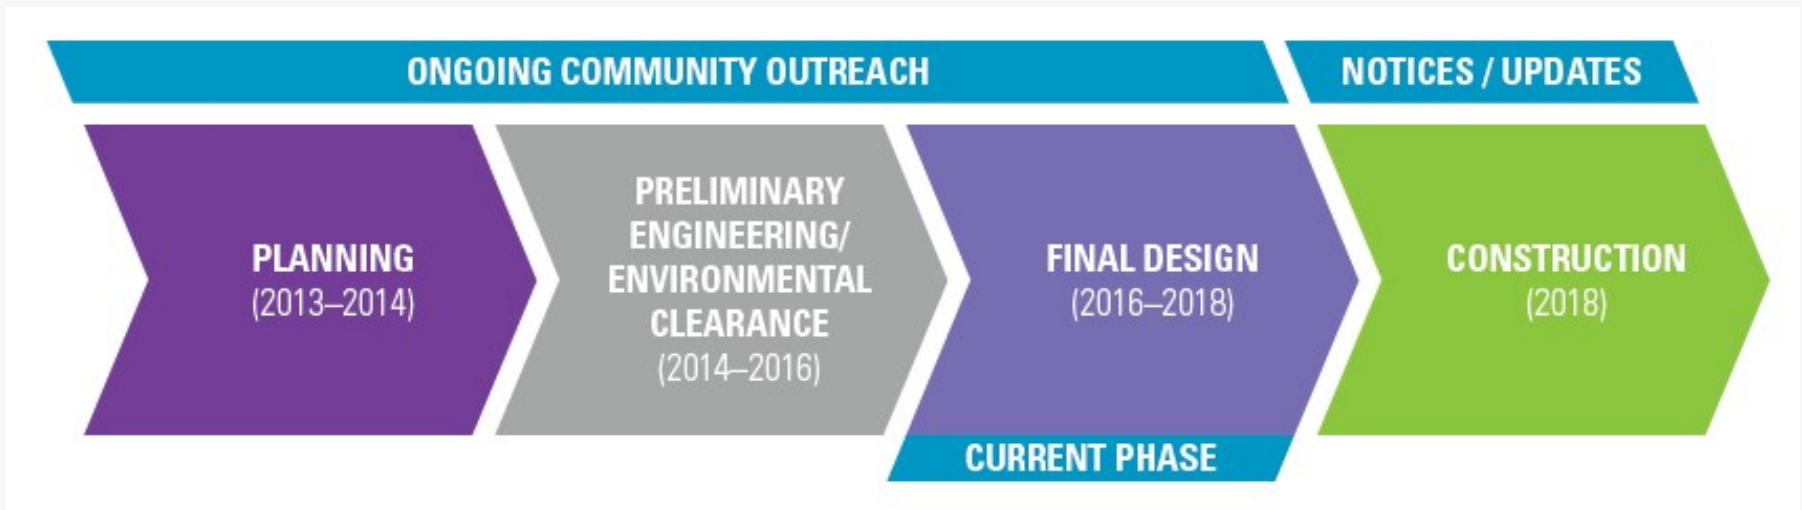 ONGOING COMMUNITY OUTREACH
NOTICES / UPDATES
PLANNING
(2013–2014)
PRELIMINARY
ENGINEERING/
ENVIRONMENTAL
CLEARANCE
(2014–2016)
FINAL DESIGN
(2016–2018)
CURRENT PHASE
CONSTRUCTION
(2018)